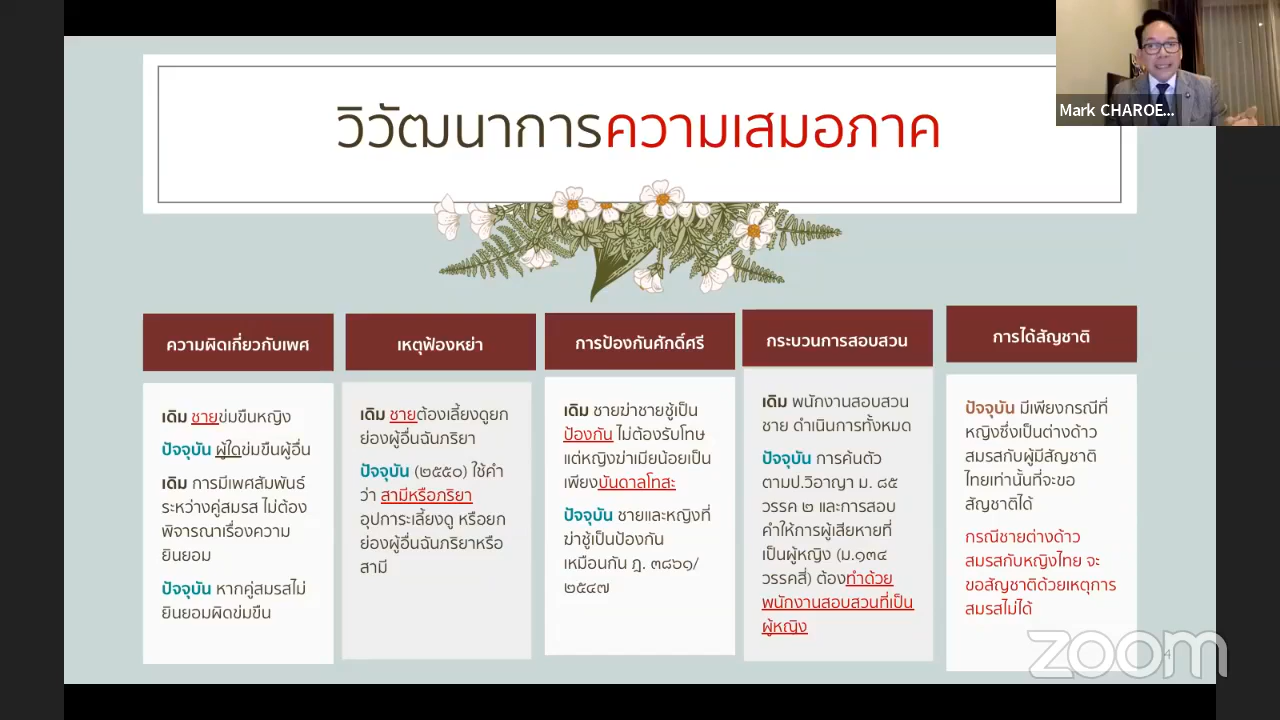 วิวัฒนาการความเสมอภาค
Mark CHAROE...
ความผิดเกี่ยวกับเพศ
เดิม ชายข่มขืนหญิง
ปัจจุบัน ผู้ใดข่มขืนผู้อื่น
เดิม การมีเพศสัมพันธ์
ระหว่างคู่สมรส ไม่ต้อง
พิจารณาเรื่องความ
ยินยอม
ปัจจุบัน หากคู่สมรสไม่
ยินยอมผิดข่มขืน
เหตุฟ้องหย่า
เดิม ชายต้องเลี้ยงดูยก
ย่องผู้อื่นฉันภริยา
ปัจจุบัน (๒๕๕๐) ใช้คำ
ว่า สามีหรือภริยา
อุปการะเลี้ยงดู หรือยก
ย่องผู้อื่นฉันภริยาหรือ
สามี
การป้องกันศักดิ์ศรี
เดิม ชายฆ่าชายชู้เป็น
ป้องกัน ไม่ต้องรับโทษ
แต่หญิงฆ่าเมียน้อยเป็น
เพียงบันดาลโทสะ
ปัจจุบัน ชายและหญิงที่
ฆ่าชู้เป็นป้องกัน
เหมือนกัน ฎ. ๓๘๖๑/
๒๕๔๗
กระบวนการสอบสวน
เดิม พนักงานสอบสวน
ชาย ดำเนินการทั้งหมด
ปัจจุบัน การค้นตัว
ตามป.วิอาญา ม. ๘๕
วรรค ๒ และการสอบ
คำให้การผู้เสียหายที่
เป็นผู้หญิง (ม.๑๓๔
วรรคสี่) ต้องทำด้วย
พนักงานสอบสวนที่เป็น
ผู้หญิง
การได้สัญชาติ
ปัจจุบัน มีเพียงกรณีที่
หญิงซึ่งเป็นต่างด้าว
สมรสกับผู้มีสัญชาติ
ไทยเท่านั้นที่จะขอ
สัญชาติได้
กรณีชายต่างด้าว
สมรสกับหญิงไทย จะ
ขอสัญชาติด้วยเหตุการ
สมรสไม่ได้
4
zoom